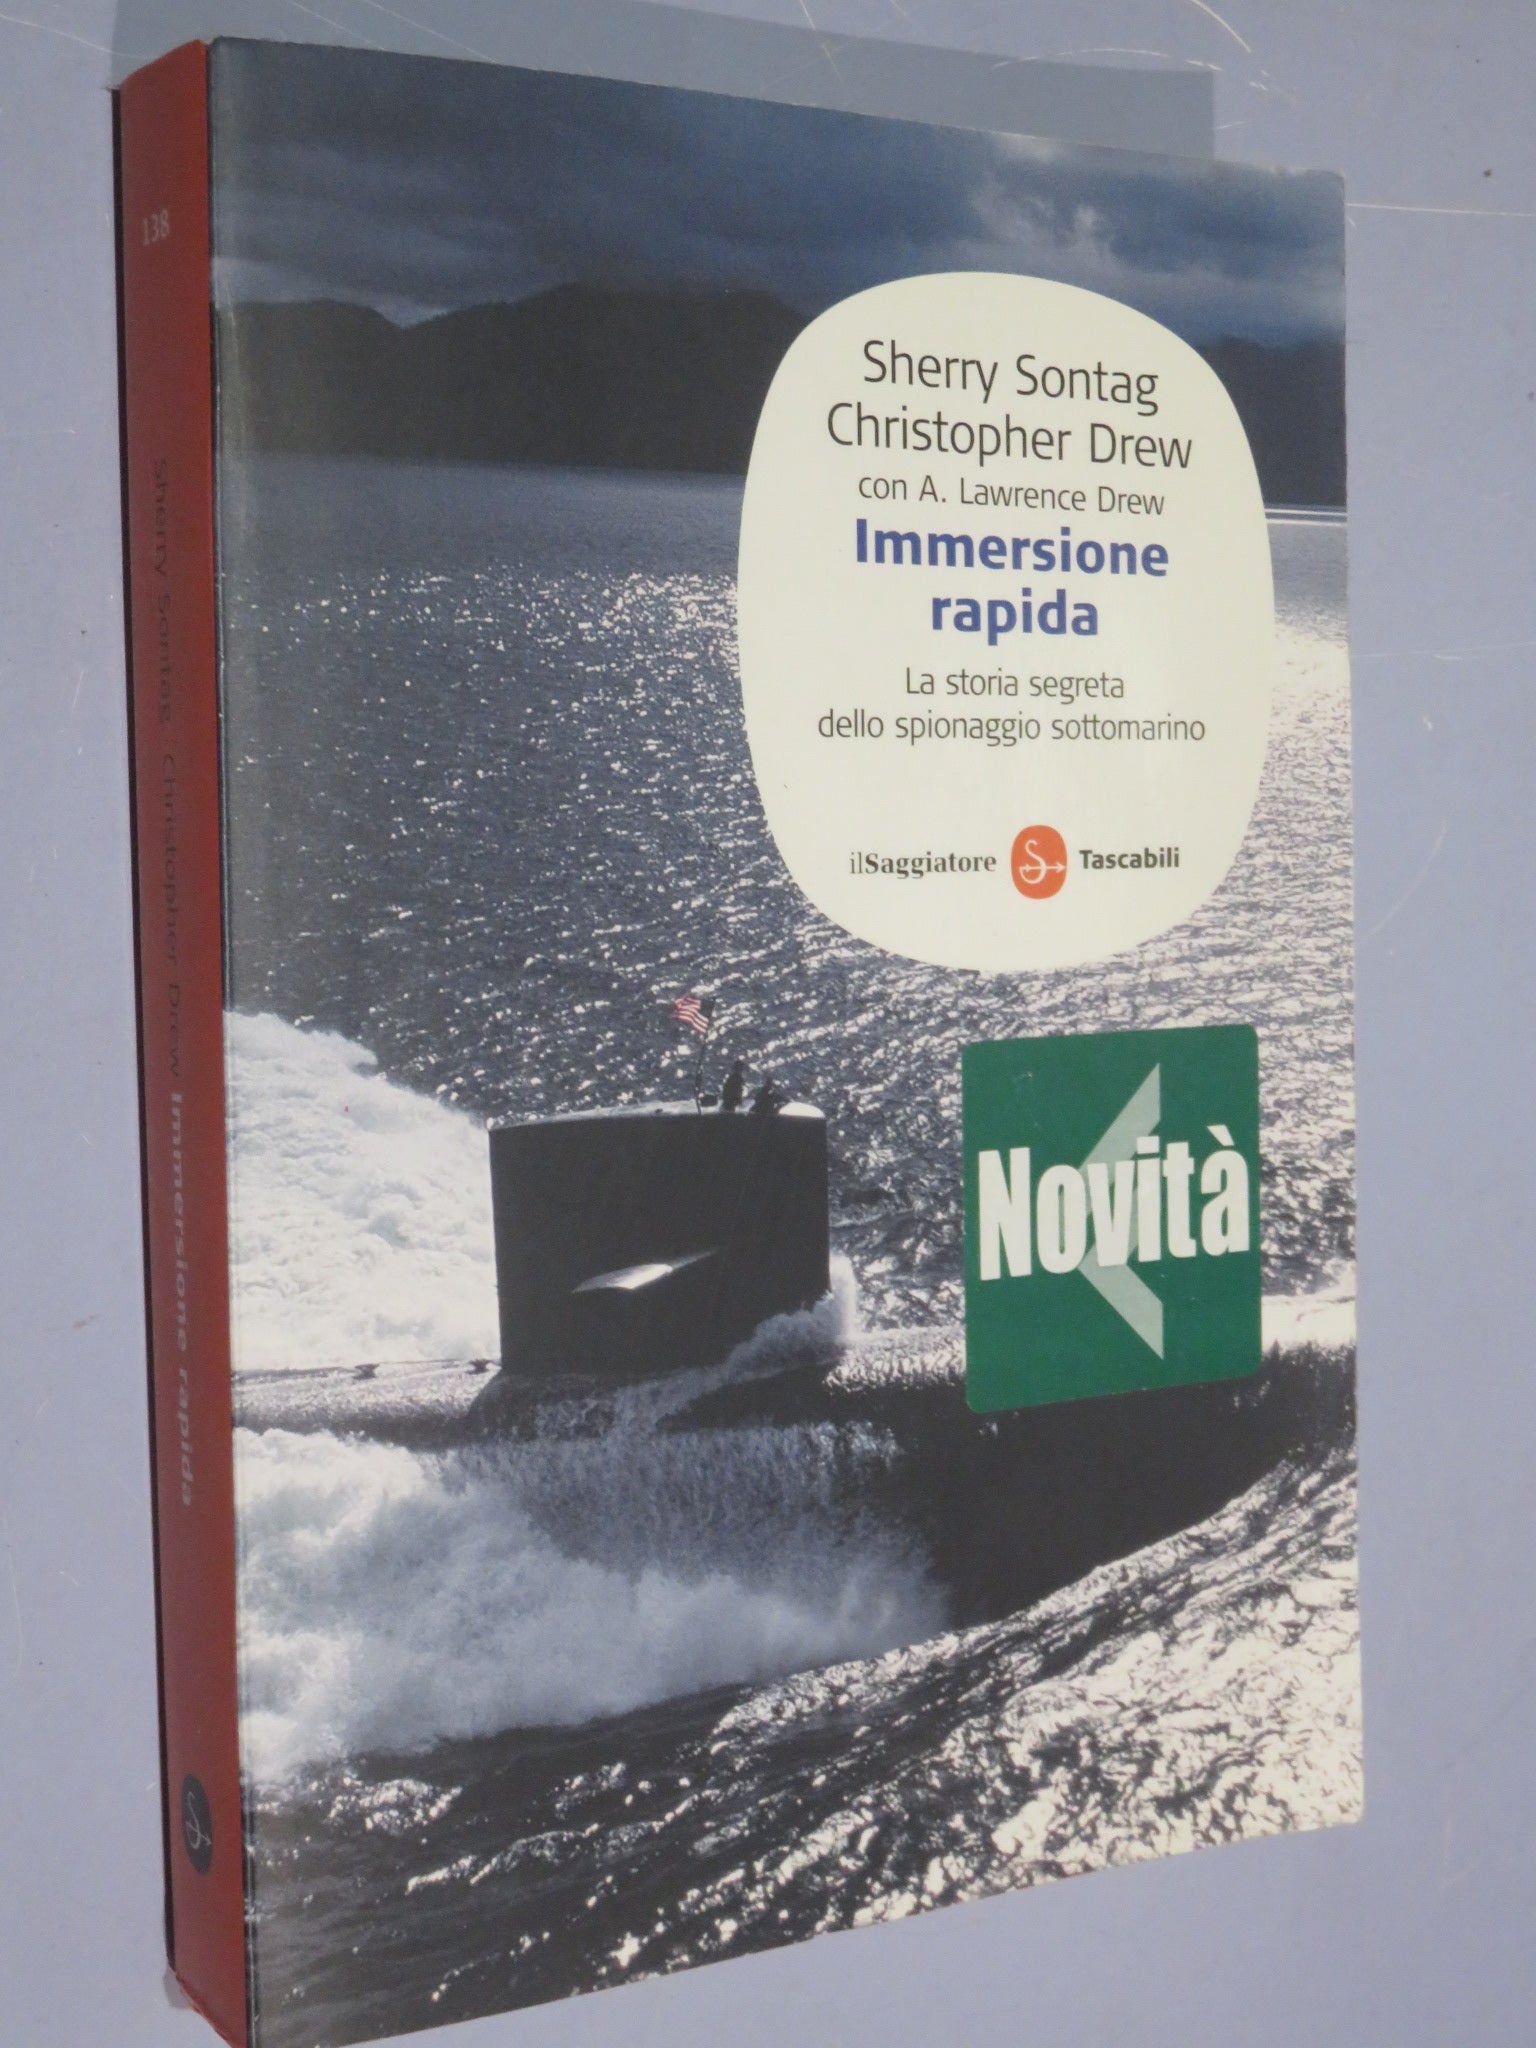 138
Sherry Sontag Christopher Drew Immersione rapida
Sherry Sontag
Christopher Drew
con A. Lawrence Drew
Immersione
rapida
La storia segreta
dello spionaggio sottomarino
ilSaggiatore Tascabili
Novità